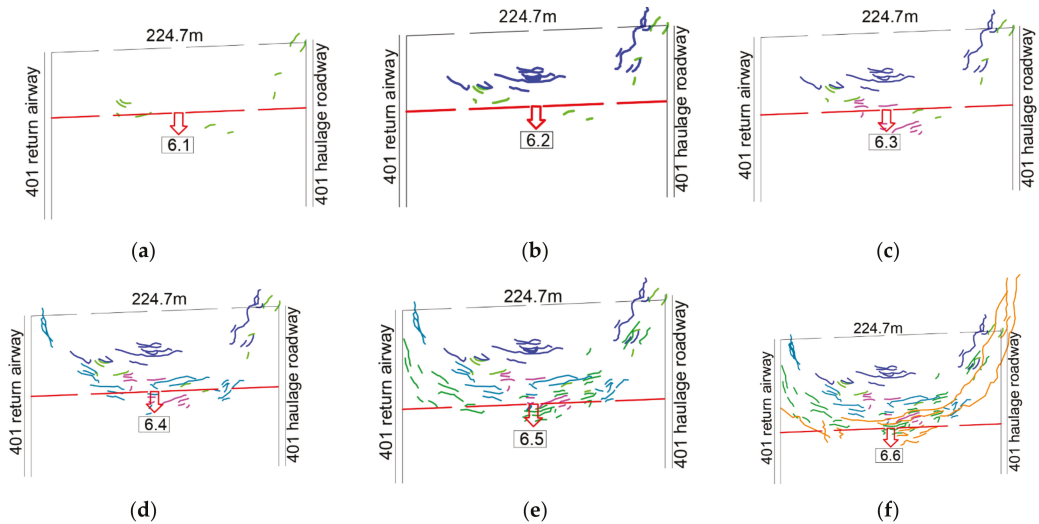 224.7m
401 return airway
401 haulage roadway
6.1
(a)
224.7m
401 return airway
401 haulage roadway
6.2
(b)
224.7m
401 return airway
401 haulage roadway
6.3
(c)
224.7m
401 return airway
401 haulage roadway
6.4
(d)
224.7m
401 return airway
401 haulage roadway
6.5
(e)
224.7m
401 return airway
401 haulage roadway
6.6
(f)